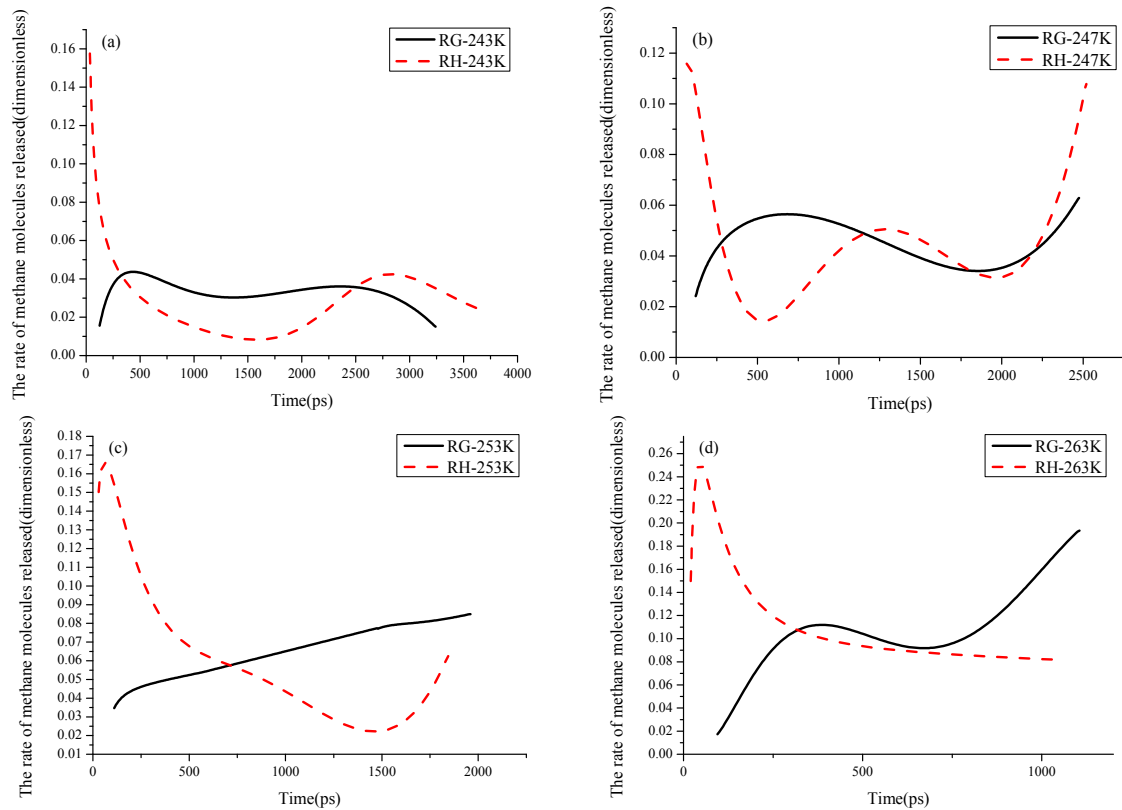 (a)
RG-243K
RH-243K
The rate of methane molecules released(dimensionless)
0.16
0.14
0.12
0.10
0.08
0.06
0.04
0.02
0.00
0 500 1000 1500 2000 2500 3000 3500 4000
Time(ps)
(b)
RG-247K
RH-247K
The rate of methane molecules released(dimensionless)
0.12
0.10
0.08
0.06
0.04
0.02
0.00
0 500 1000 1500 2000 2500
Time(ps)
(c)
RG-253K
RH-253K
The rate of methane molecules released(dimensionless)
0.18
0.17
0.16
0.15
0.14
0.13
0.12
0.11
0.10
0.09
0.08
0.07
0.06
0.05
0.04
0.03
0.02
0.01
0 500 1000 1500 2000
Time(ps)
(d)
RG-263K
RH-263K
The rate of methane molecules released(dimensionless)
0.26
0.24
0.22
0.20
0.18
0.16
0.14
0.12
0.10
0.08
0.06
0.04
0.02
0.00
0 500 1000
Time(ps)